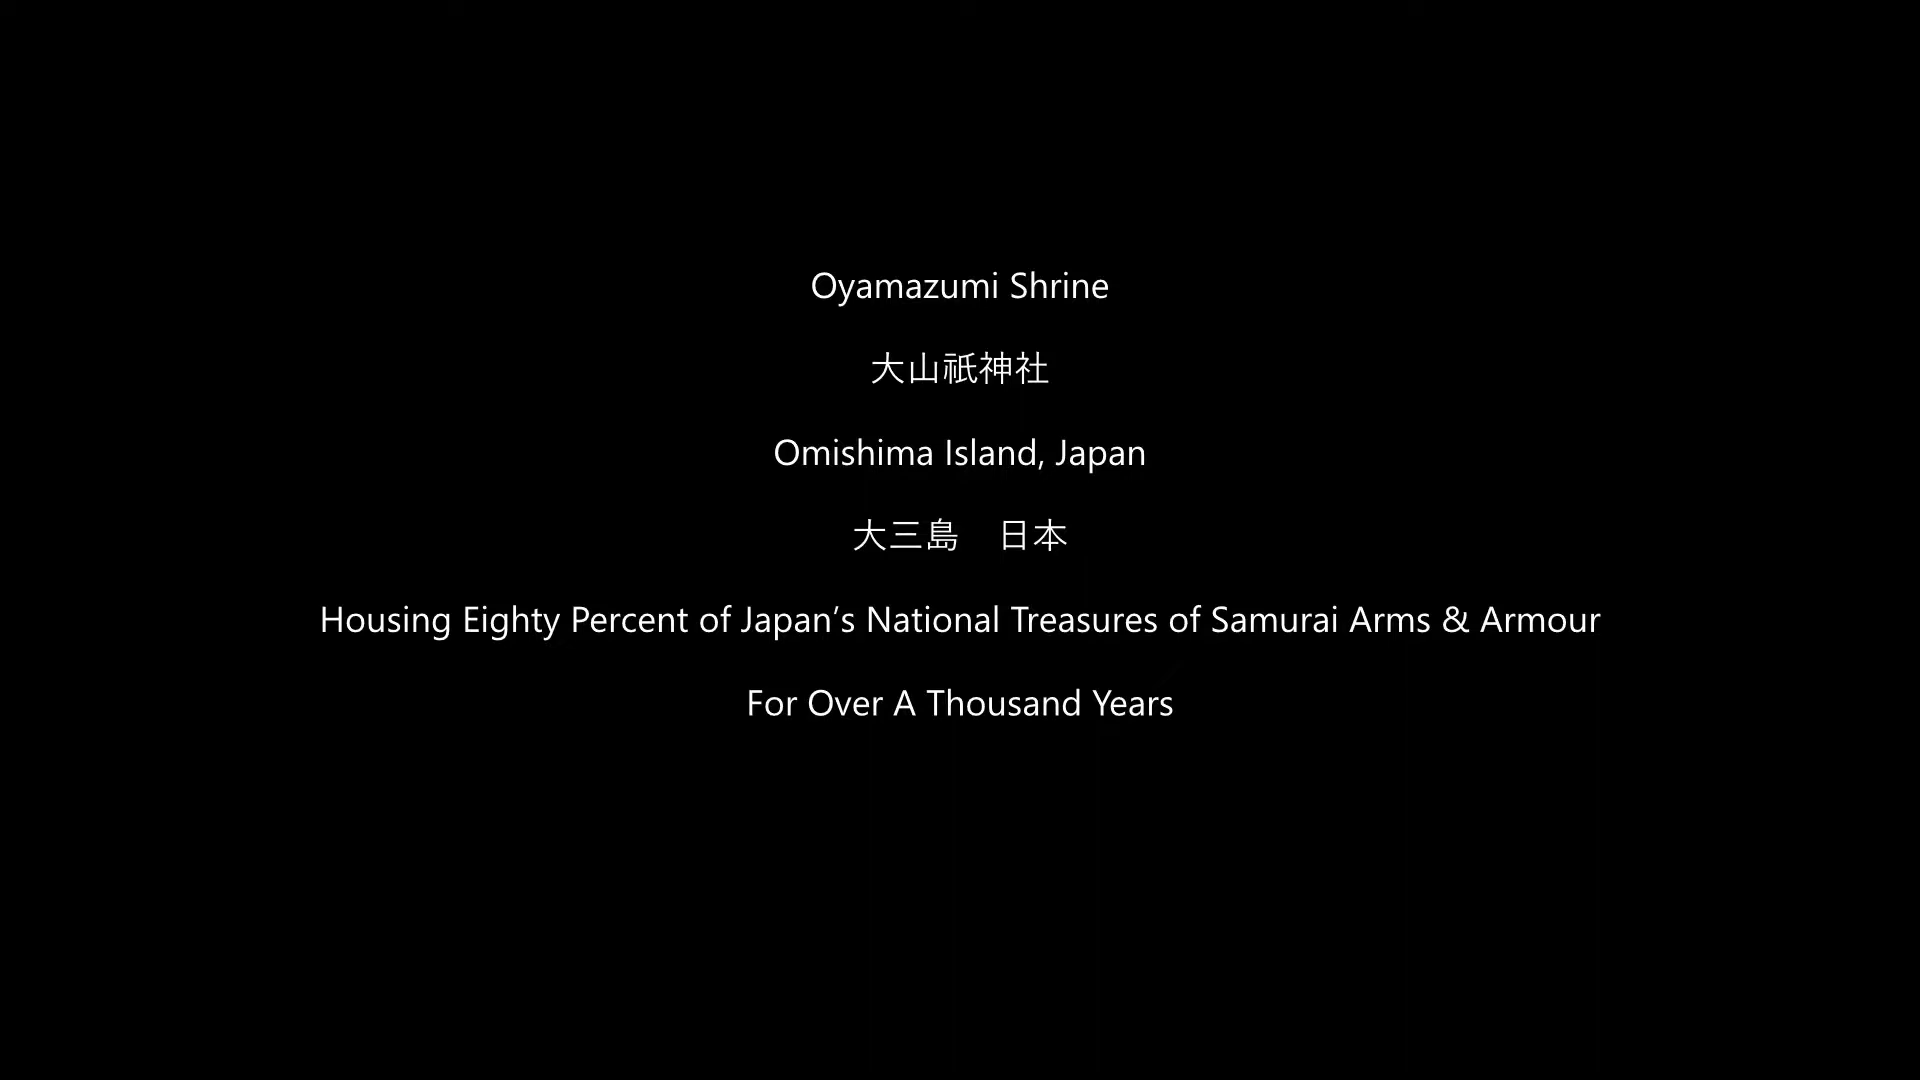 Oyamazumi Shrine
大山祇神社
Omishima Island, Japan
大三島　日本
Housing Eighty Percent of Japan’s National Treasures of Samurai Arms & Armour
For Over A Thousand Years